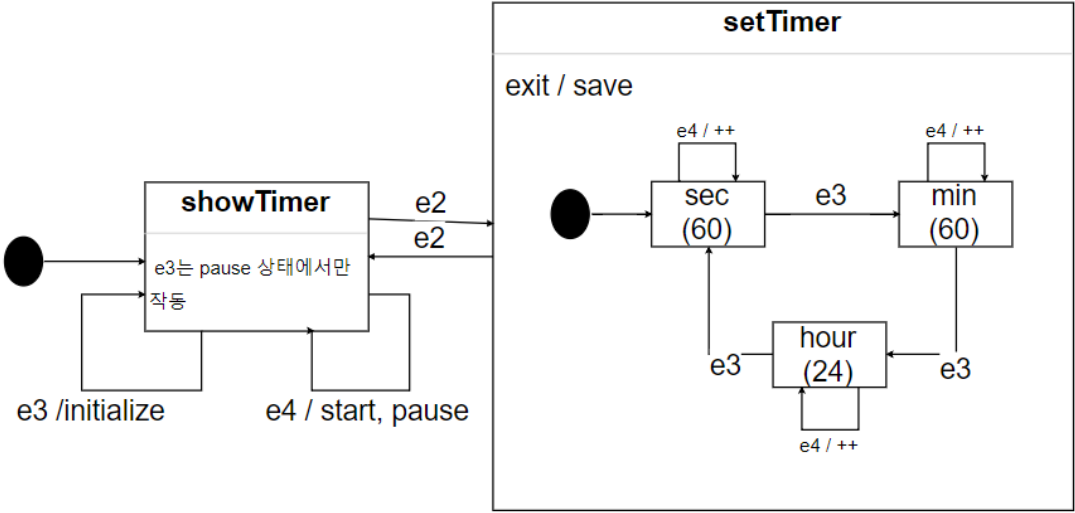 setTimer
exit / save
e4 / ++
e4 / ++
sec
(60)
e3
min
(60)
showTimer
e2
e2
e3는 pause 상태에서만
작동
hour
(24)
e3
e3
e4 / ++
e3 /initialize
e4 / start, pause